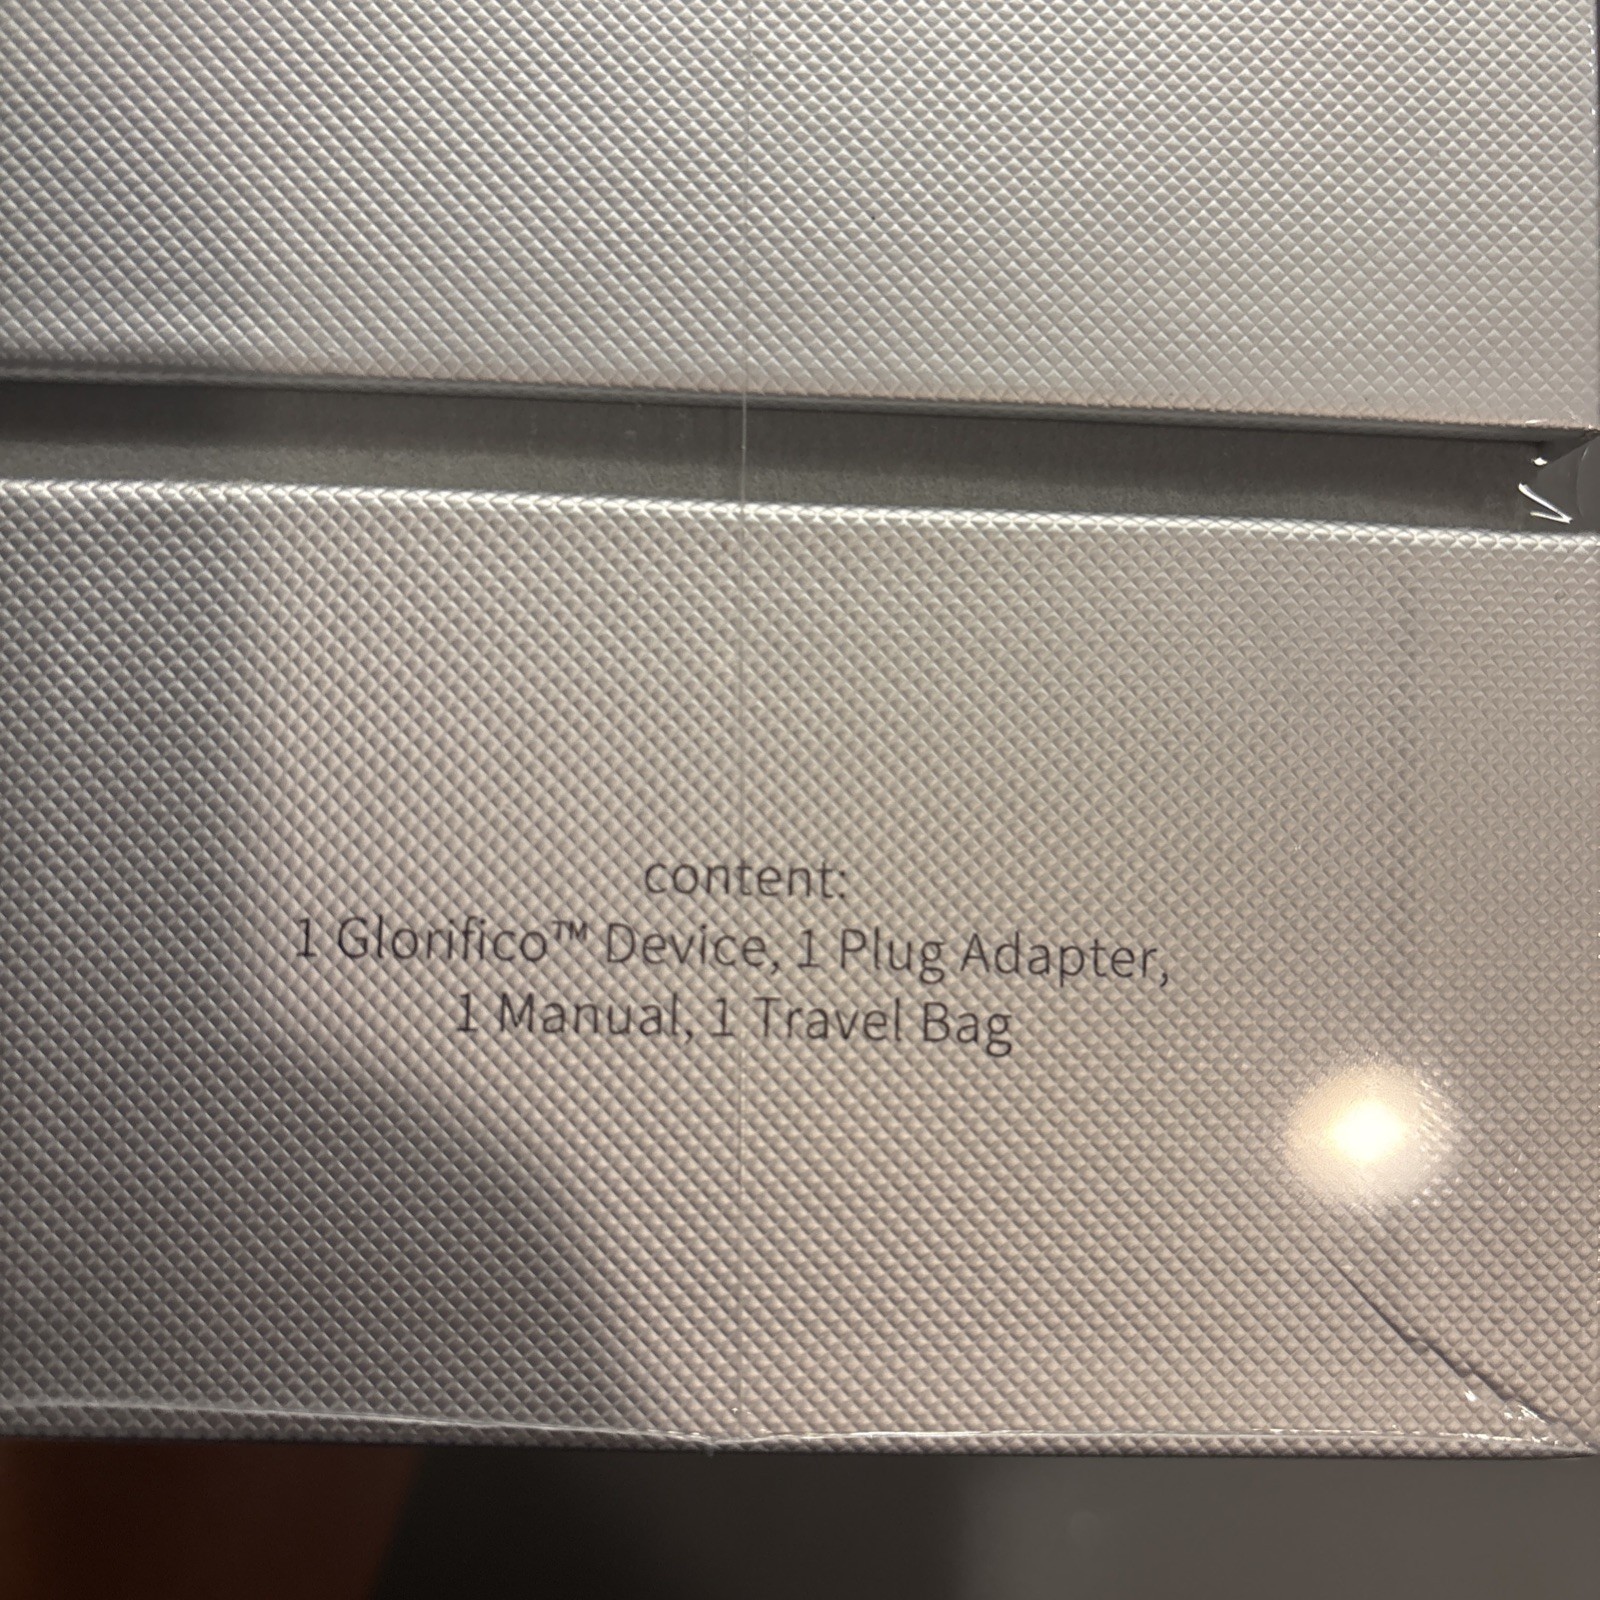 content:
1 Glorifico™ Device, 1 Plug Adapter,
1 Manual, 1 Travel Bag